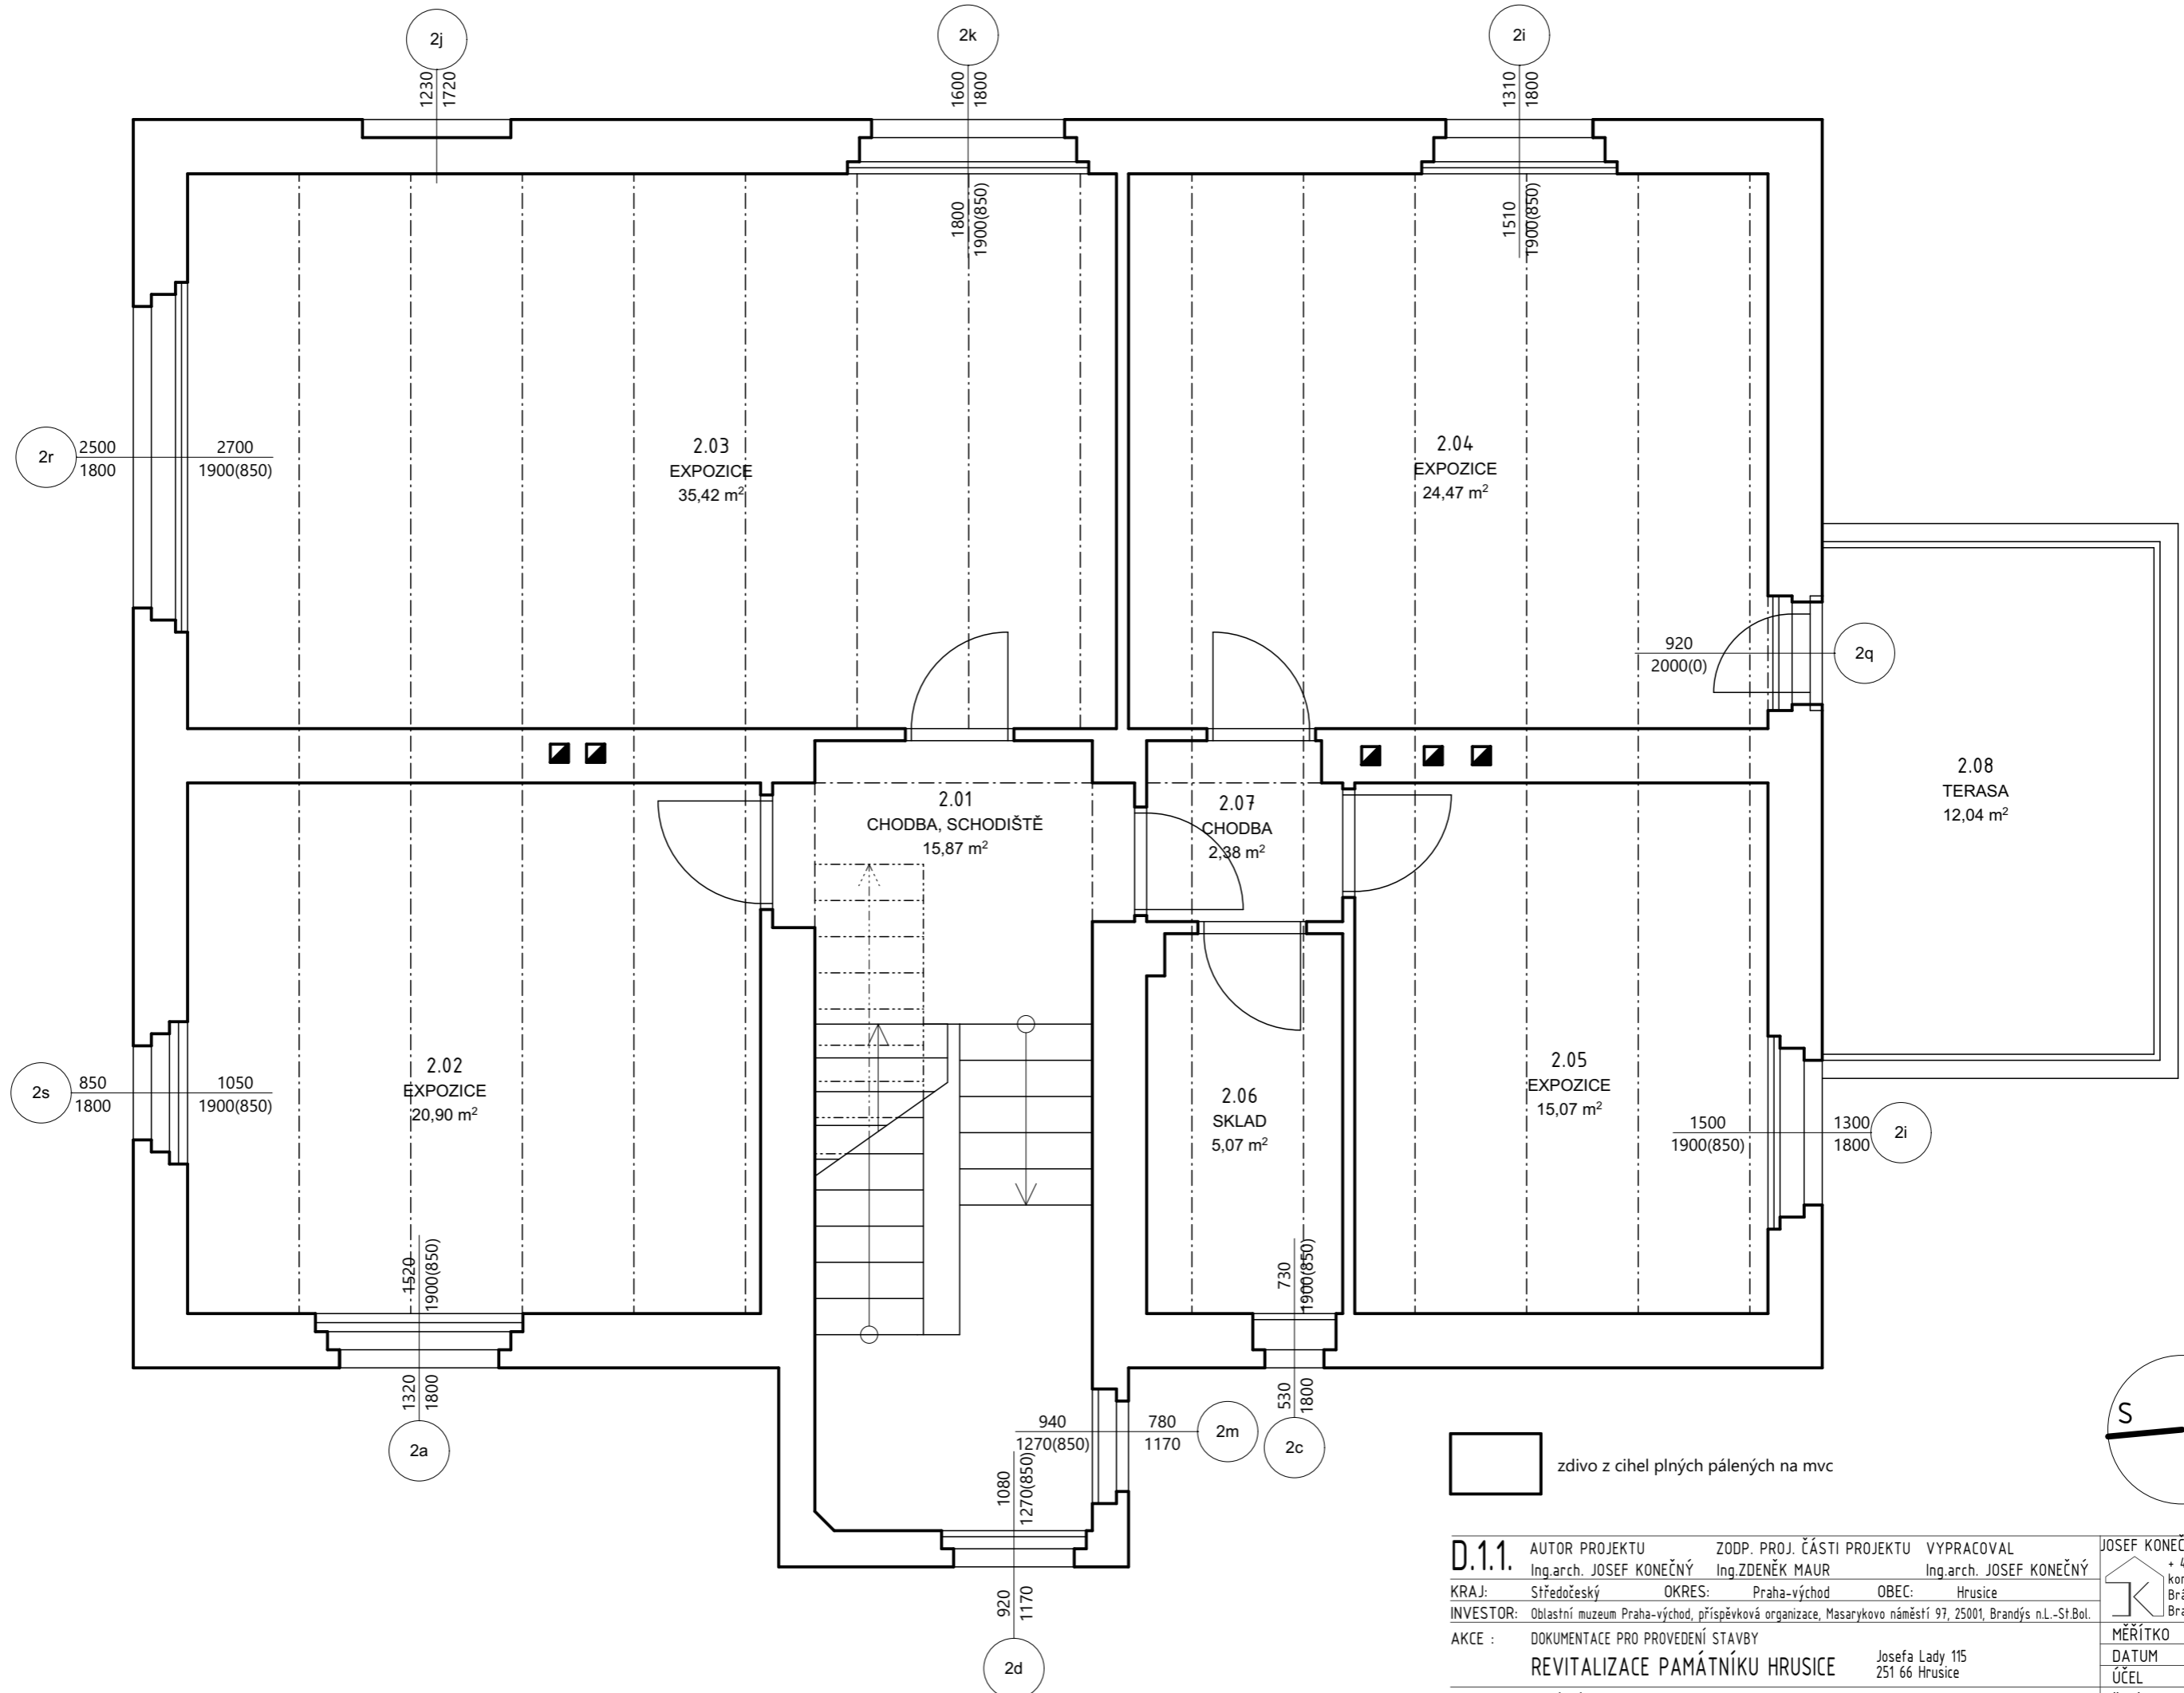 2j
1230
1720
2k
1600
1800
2i
1310
1800
1800
1900(850)
1510
1900(850)
2r
2500
1800
2700
1900(850)
2.03
EXPOZICE
35,42 m²
2.04
EXPOZICE
24,47 m²
920
2000(0)
2q
2.01
CHODBA, SCHODIŠTĚ
15,87 m²
2.07
CHODBA
2,38 m²
2.08
TERASA
12,04 m²
2s
850
1800
1050
1900(850)
2.02
EXPOZICE
20,90 m²
2.06
SKLAD
5,07 m²
2.05
EXPOZICE
15,07 m²
1500
1900(850)
1300
1800
2i
1520
1900(850)
1320
1800
2a
730
1900(850)
530
1800
2c
940
1270(850)
780
1170
2m
1080
1270(850)
920
1170
2d
S
zdivo z cihel plných pálených na mvc
D.1.1. AUTOR PROJEKTU ZODP. PROJ. ČÁSTI PROJEKTU VYPRACOVAL
Ing.arch. JOSEF KONEČNÝ Ing.ZDENĚK MAUR Ing.arch. JOSEF KONEČNÝ
KRAJ: Středočeský OKRES: Praha-východ OBEC: Hrusice
INVESTOR: Oblastní muzeum Praha-východ, příspěvková organizace, Masarykovo náměstí 97, 25001, Brandýs n.L.-St.Bol.
AKCE : DOKUMENTACE PRO PROVEDENÍ STAVBY
REVITALIZACE PAMÁTNÍKU HRUSICE
Josefa Lady 115
251 66 Hrusice
MĚŘÍTKO
DATUM
ÚČEL